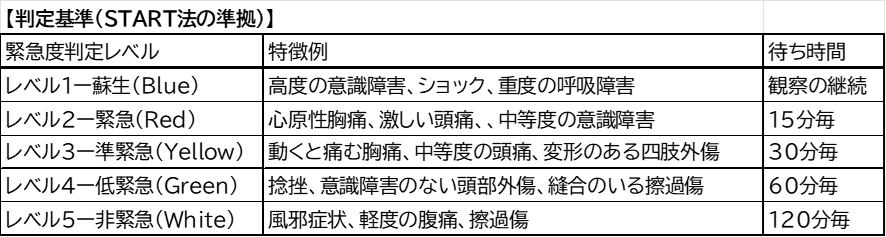 【判定基準(START法の準拠)】
緊急度判定レベル 特徴例 待ち時間
レベル1ー蘇生(Blue) 高度の意識障害、ショック、重度の呼吸障害 観察の継続
レベル2ー緊急(Red) 心原性胸痛、激しい頭痛、、中等度の意識障害 15分毎
レベル3ー準緊急(Yellow) 動くと痛む胸痛、中等度の頭痛、変形のある四肢外傷 30分毎
レベル4ー低緊急(Green) 捻挫、意識障害のない頭部外傷、縫合のいる擦過傷 60分毎
レベル5ー非緊急(White) 風邪症状、軽度の腹痛、擦過傷 120分毎